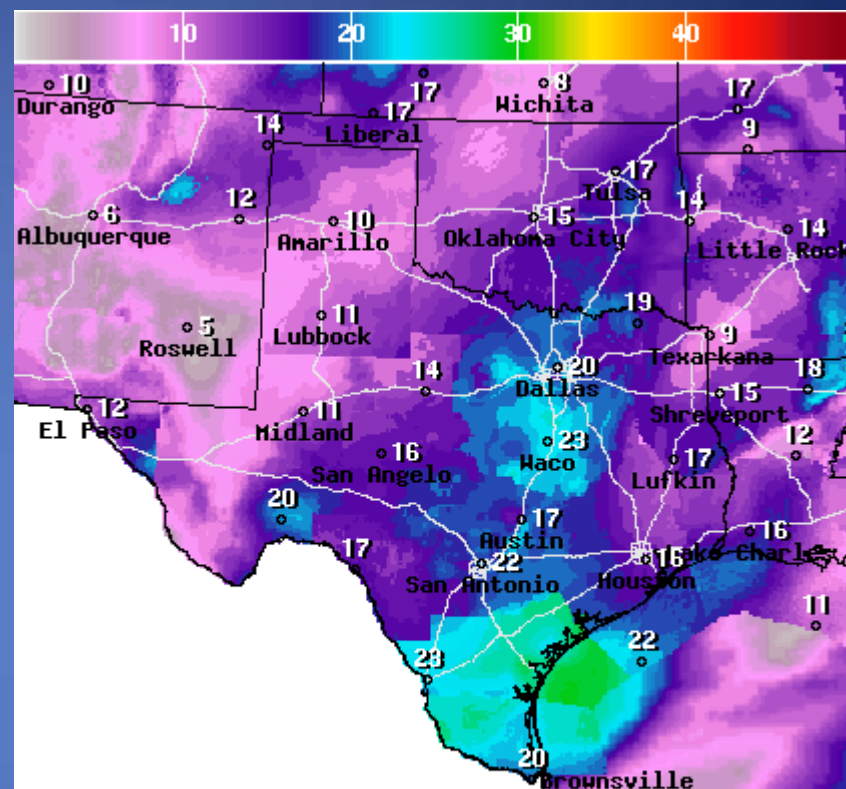 10 20 30 40
10 17 8 17
Durango Liberal 17 Wichita
14 9
17
Tulsa
6 12 10 15 14 14
Albuquerque Amarillo Oklahoma City Little Rock
5 11 19 9
Roswell Lubbock Texarkana
14 20 18
Dallas
12 11 15
El Paso Midland Shreveport
16 23 12
San Angelo Waco Lufkin 17
20 17 16
Austin
17 22 16 Lake Charl
San Antonio Houston
11
23 22
20
Brownsville